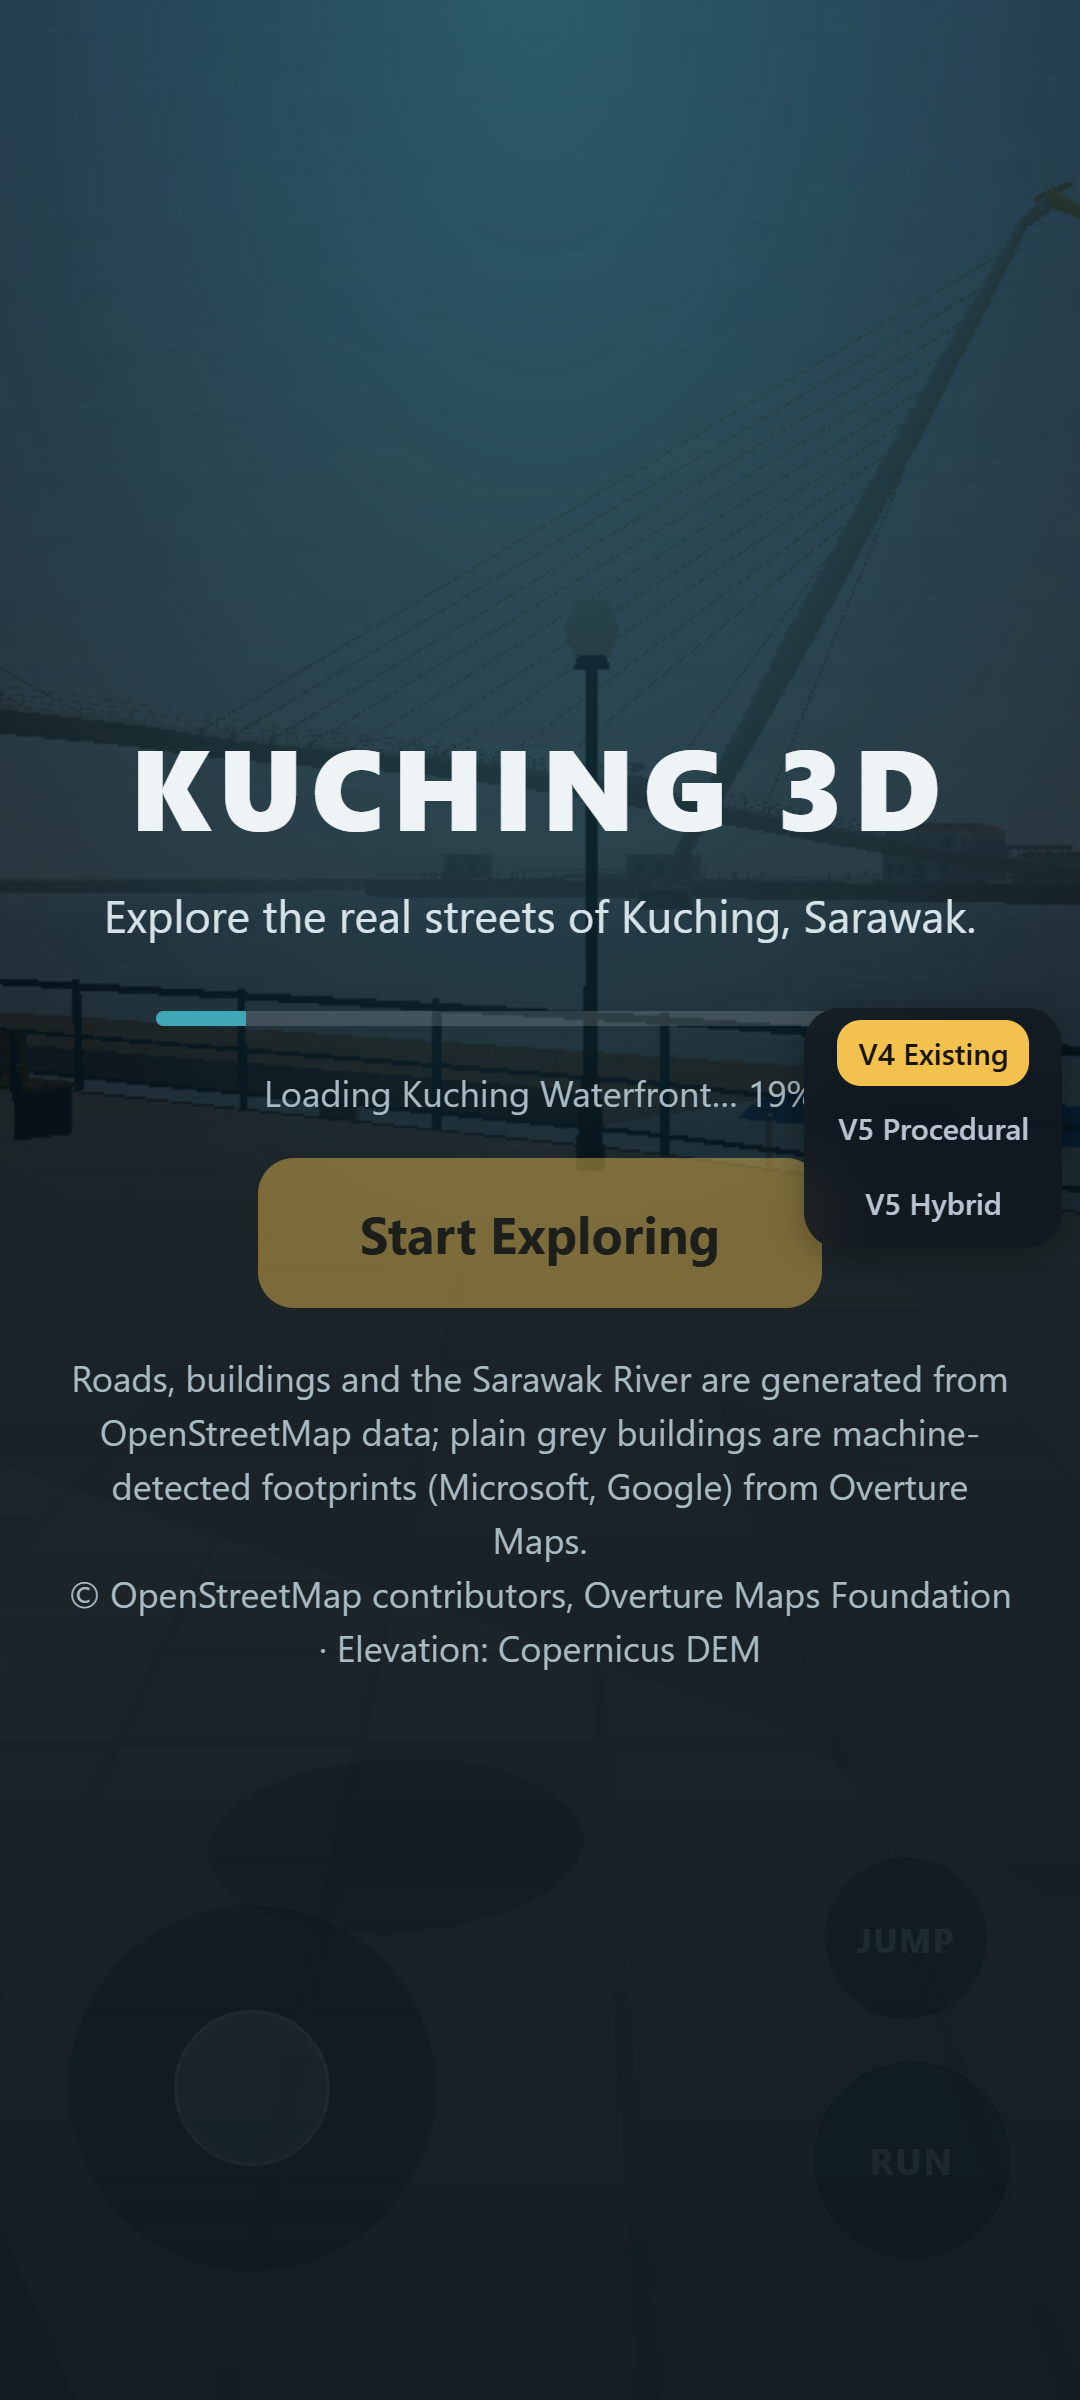 KUCHING 3D
Explore the real streets of Kuching, Sarawak.
Loading Kuching Waterfront... 19%
V4 Existing
V5 Procedural
V5 Hybrid
Start Exploring
Roads, buildings and the Sarawak River are generated from
OpenStreetMap data; plain grey buildings are machine-
detected footprints (Microsoft, Google) from Overture
Maps.
© OpenStreetMap contributors, Overture Maps Foundation
· Elevation: Copernicus DEM
JUMP
RUN